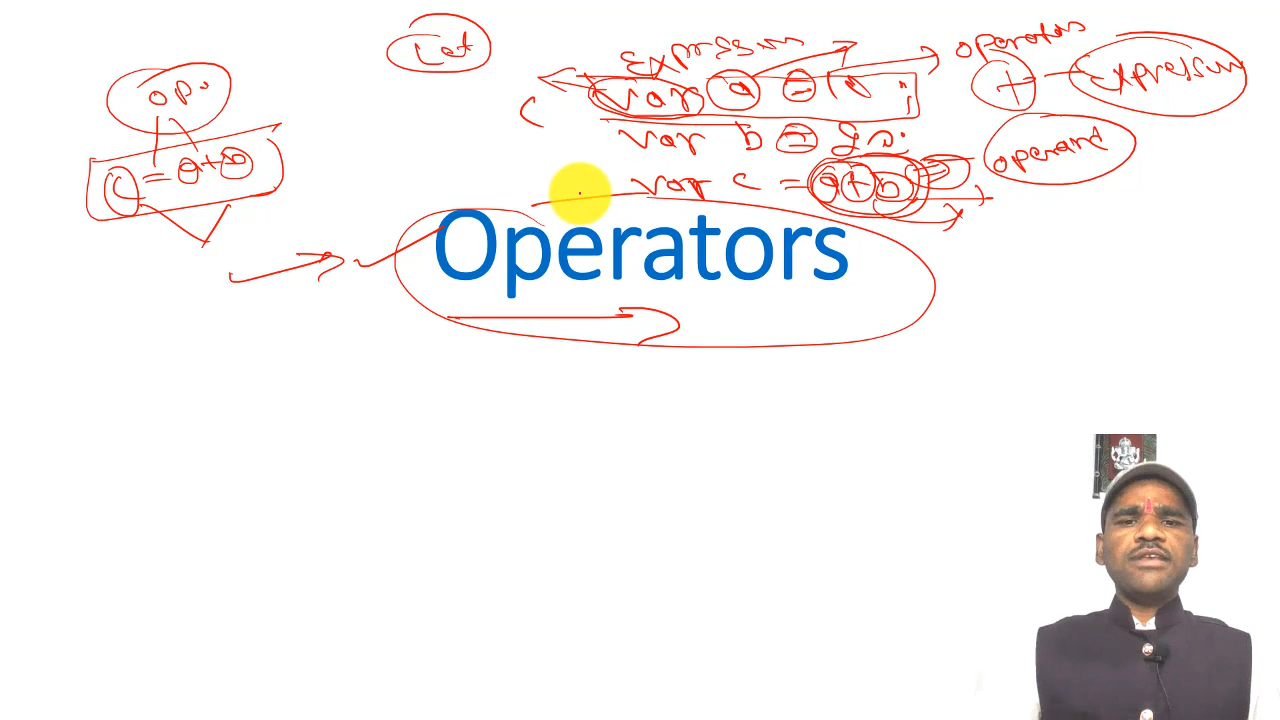 Let
Expression
operators
op.
var a = 10 ;
+ Expression
var b = 20;
operand
c
c = a+b
var c = a+b
Operators